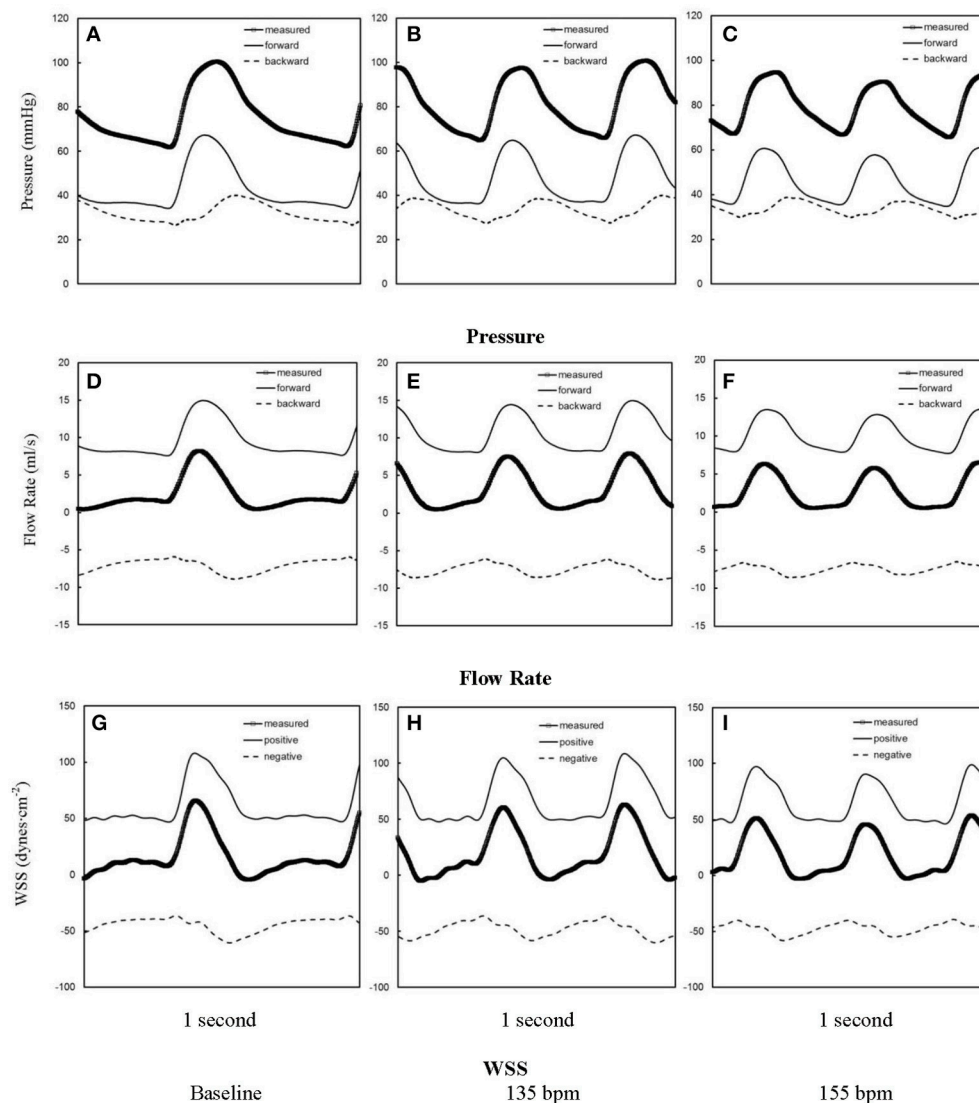 A
measured
forward
backward
120
100
80
60
40
20
0
Pressure (mmHg)
B
measured
forward
backward
120
100
80
60
40
20
0
C
measured
forward
backward
120
100
80
60
40
20
0
Pressure
D
measured
forward
backward
20
15
10
5
0
-5
-10
-15
Flow Rate (ml/s)
E
measured
forward
backward
20
15
10
5
0
-5
-10
-15
F
measured
forward
backward
20
15
10
5
0
-5
-10
-15
Flow Rate
G
measured
positive
negative
150
100
50
0
-50
-100
WSS (dynes·cm⁻²)
H
measured
positive
negative
150
100
50
0
-50
-100
I
measured
positive
negative
150
100
50
0
-50
-100
1 second
1 second
1 second
WSS
Baseline
135 bpm
155 bpm